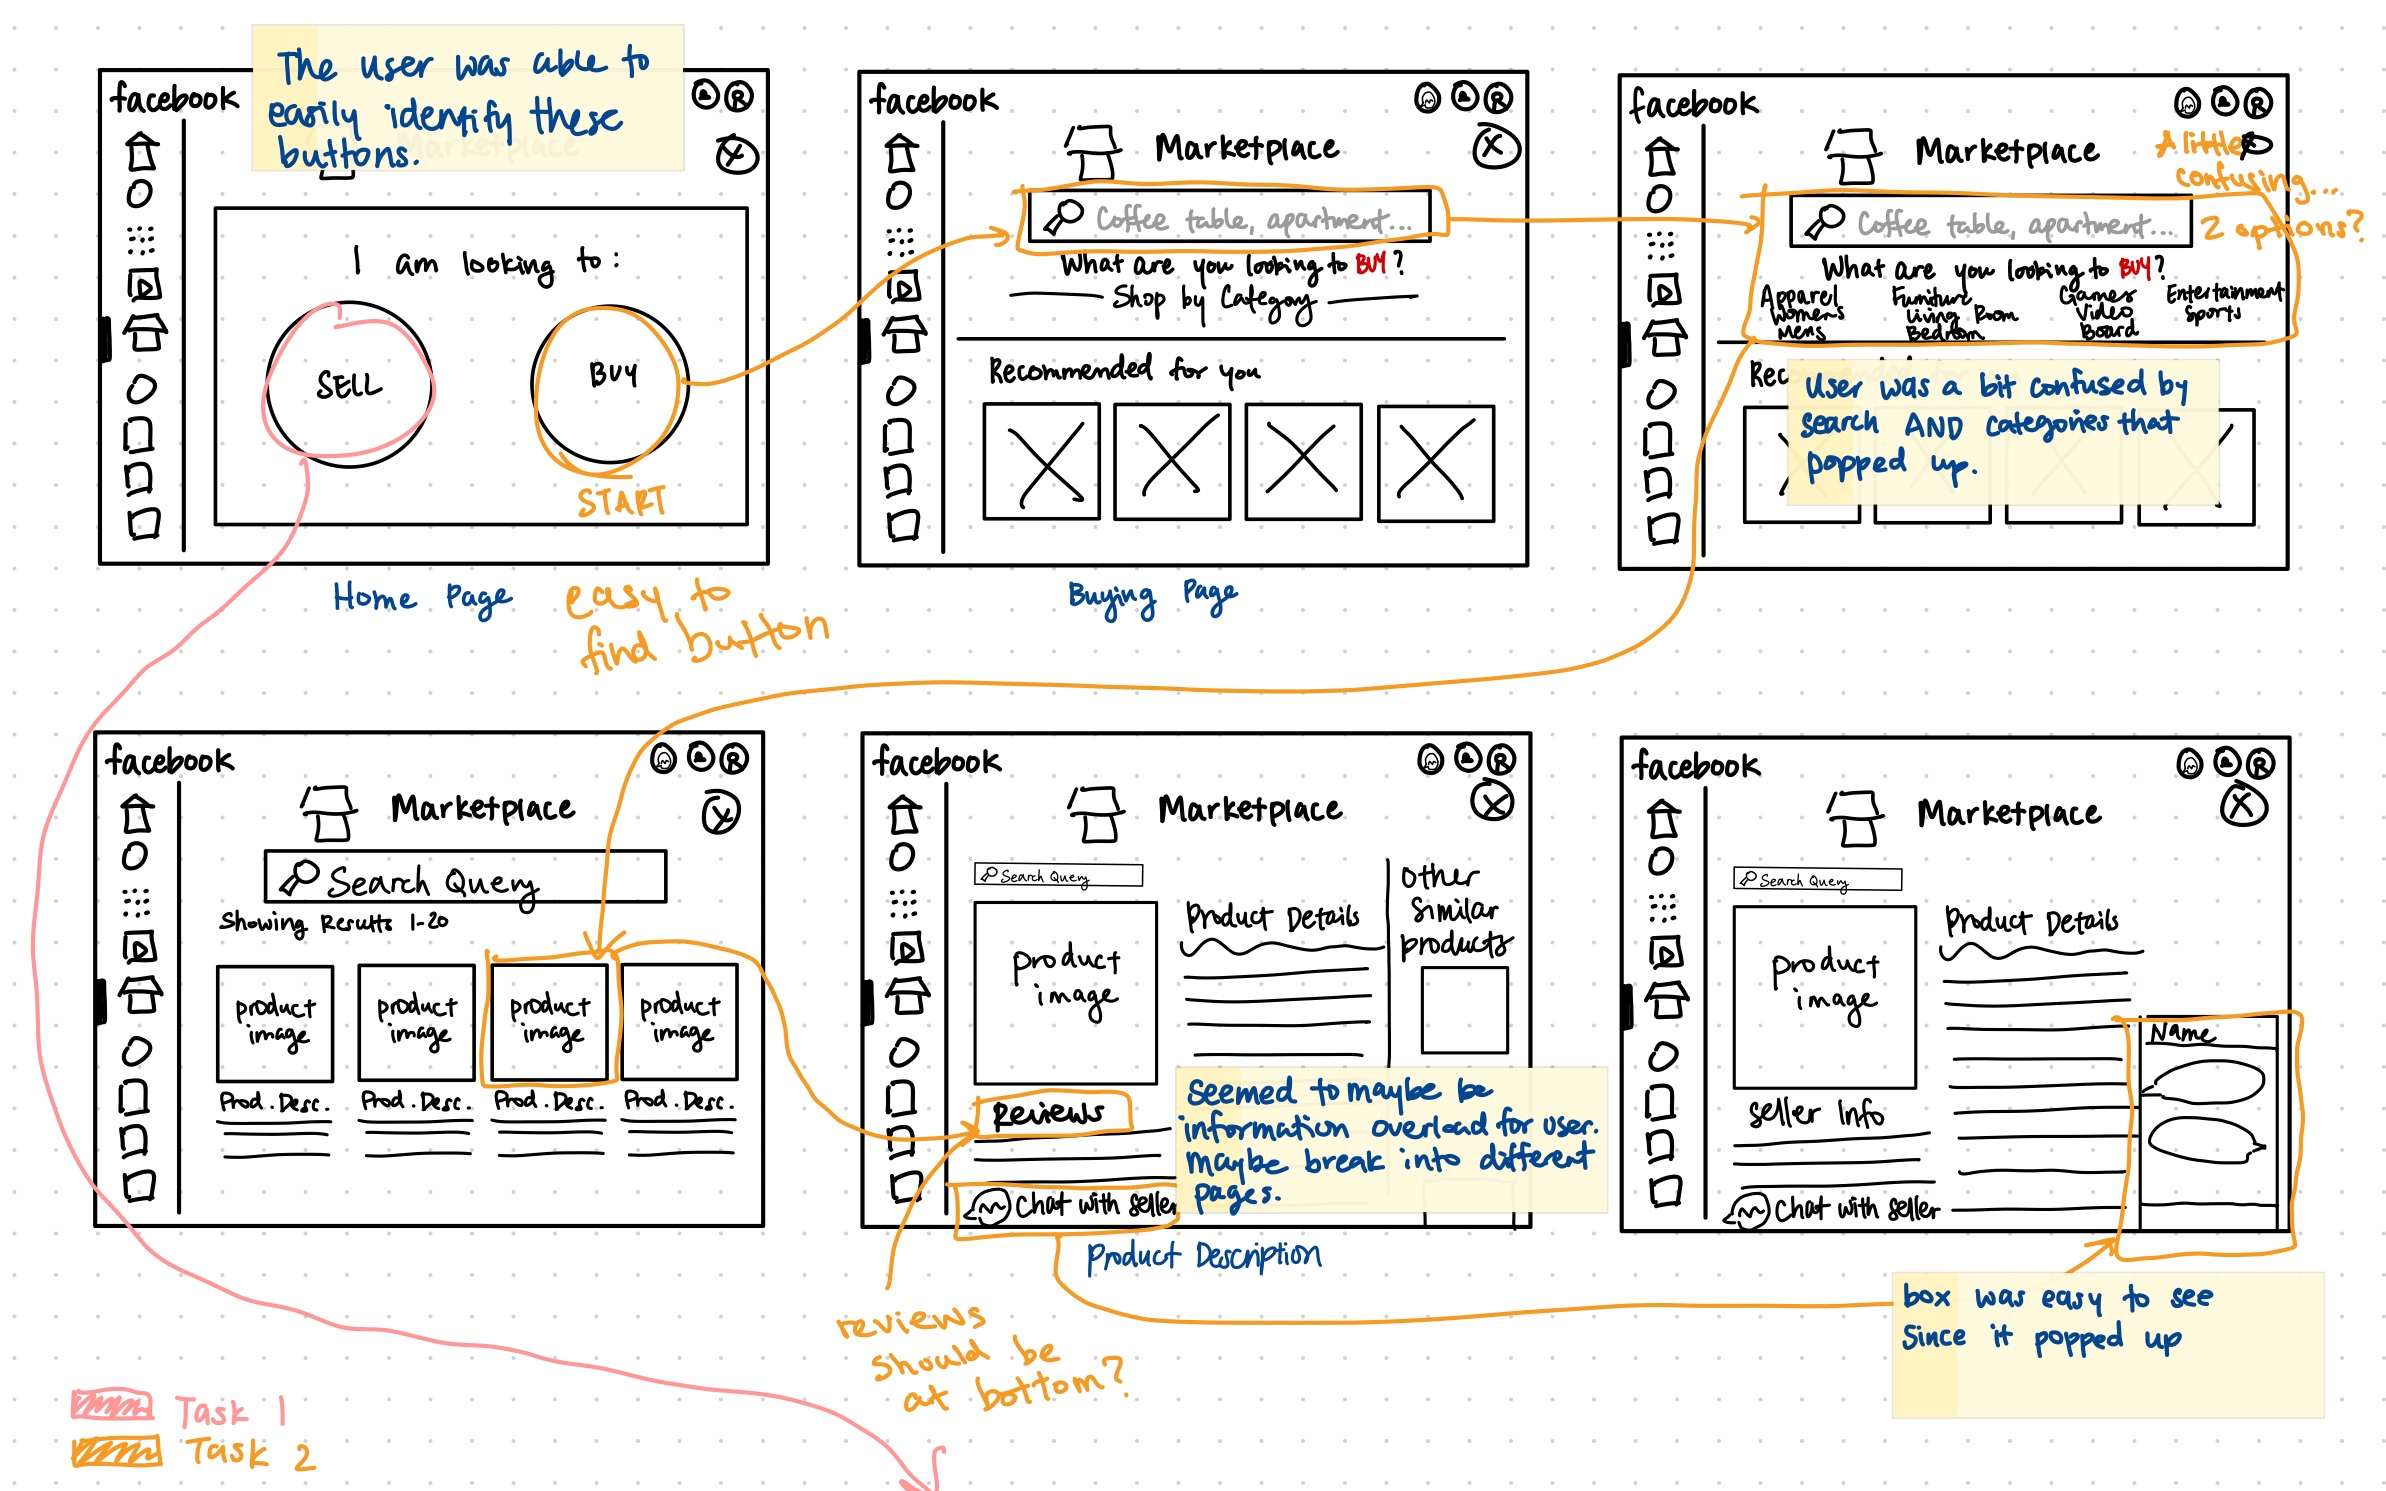 The user was able to
easily identify these
buttons.
facebook
I am looking to:
SELL
BUY
START
Home Page
easy to
find button
facebook
Marketplace
Coffee table, apartment...
What are you looking to BUY?
Shop by Category
Recommended for you
Buying Page
facebook
Marketplace
A little
confusing...
2 options?
Coffee table, apartment...
What are you looking to BUY?
Apparel
Womens
Mens
Furniture
Living Room
Bedroom
Games
Video
Board
Entertainment
Sports
User was a bit confused by
search AND categories that
popped up.
facebook
Marketplace
Search Query
Showing Results 1-20
product
image
product
image
product
image
product
image
Prod. Desc.
Prod. Desc.
Prod. Desc.
Prod. Desc.
facebook
Marketplace
Search Query
product
image
Product Details
other
similar
products
Reviews
Chat with seller
Seemed to maybe be
information overload for user.
maybe break into different
pages.
Product Description
reviews
should be
at bottom?
facebook
Marketplace
Search Query
product
image
Product Details
Name
Seller Info
Chat with seller
box was easy to see
since it popped up
Task 1
Task 2